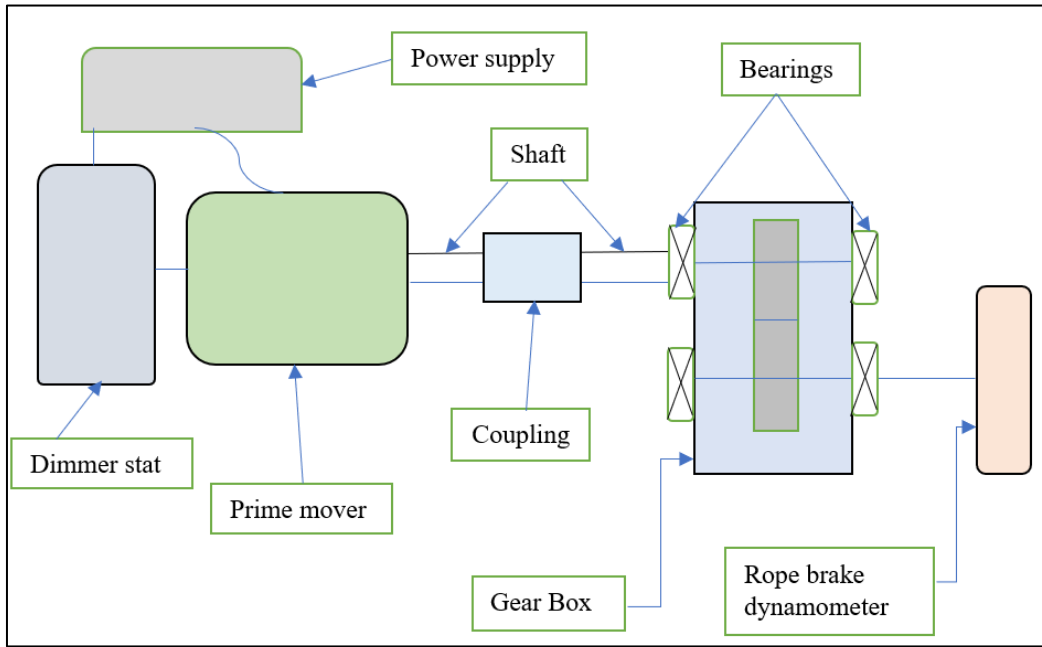 Power supply
Bearings
Shaft
Dimmer stat
Coupling
Prime mover
Gear Box
Rope brake
dynamometer